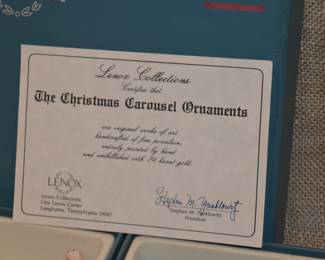 Lenox Collections
Certifies that
The Christmas Carousel Ornaments
are original works of art
handcrafted of fine porcelain,
entirely painted by hand
and embellished with 24 karat gold.
LENOX
Lenox Collections
One Lenox Center
Langhorne, Pennsylvania 19047
Stephen M.
President